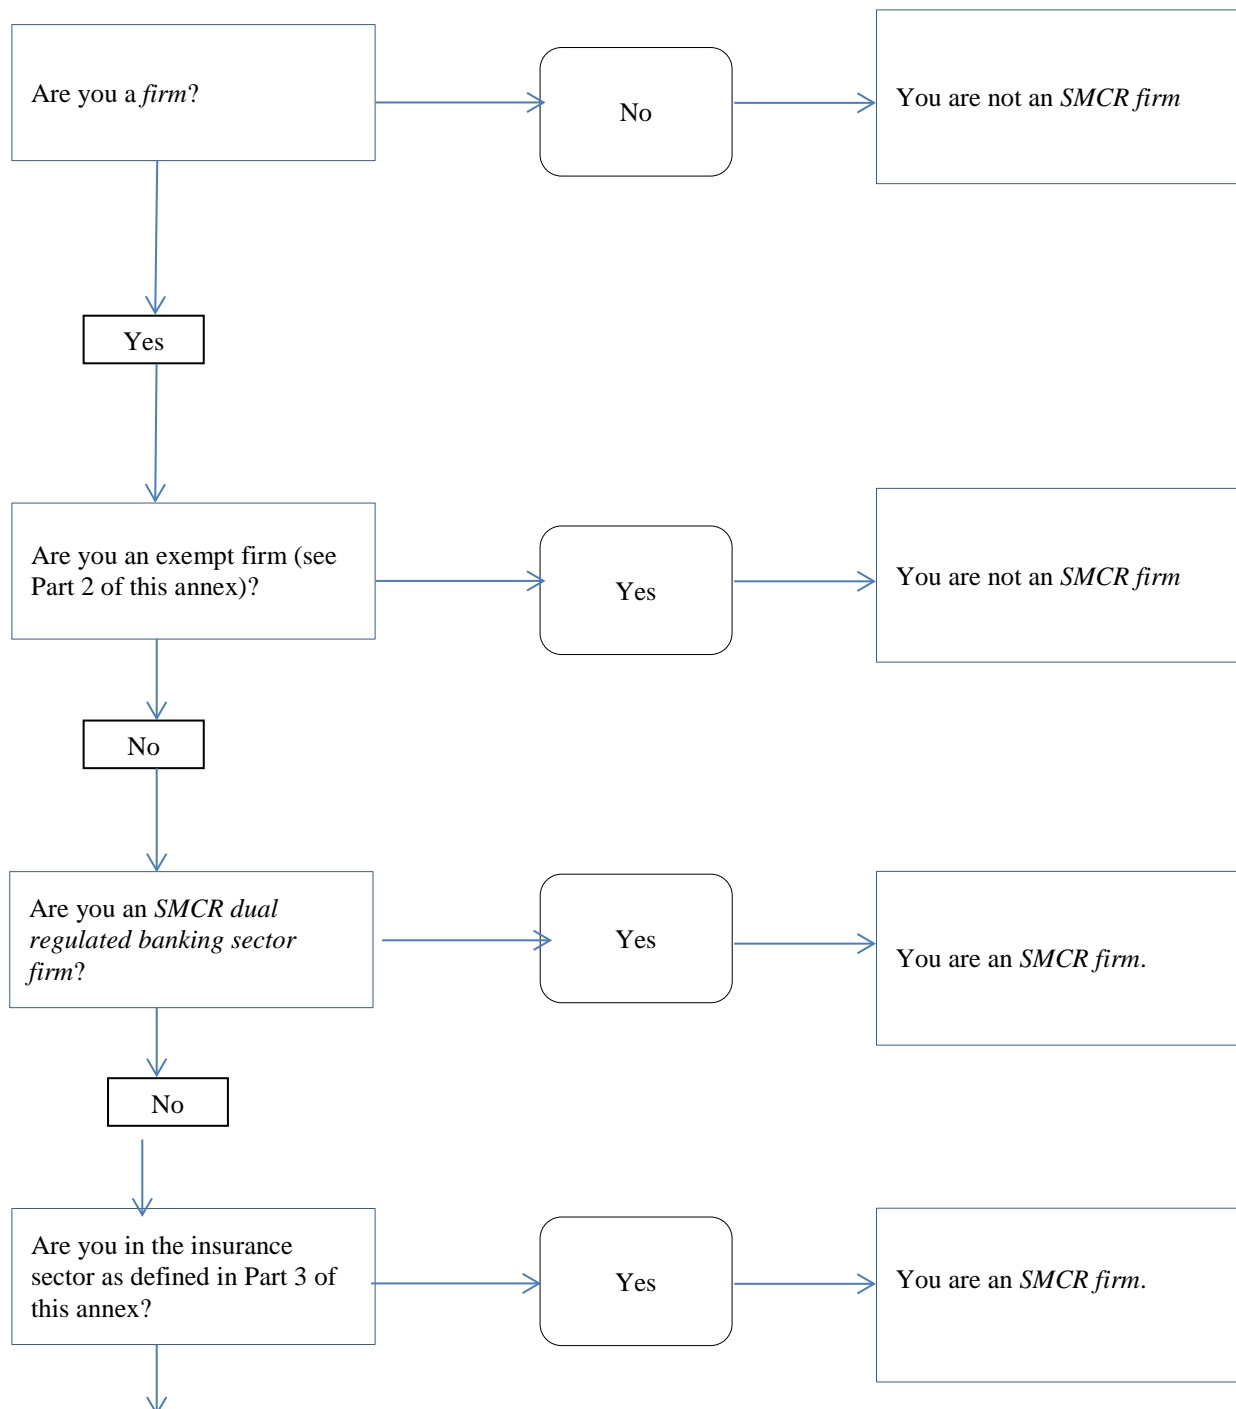 Are you a firm?
No
You are not an SMCR firm
Yes
Are you an exempt firm (see
Part 2 of this annex)?
Yes
You are not an SMCR firm
No
Are you an SMCR dual
regulated banking sector
firm?
Yes
You are an SMCR firm.
No
Are you in the insurance
sector as defined in Part 3 of
this annex?
Yes
You are an SMCR firm.